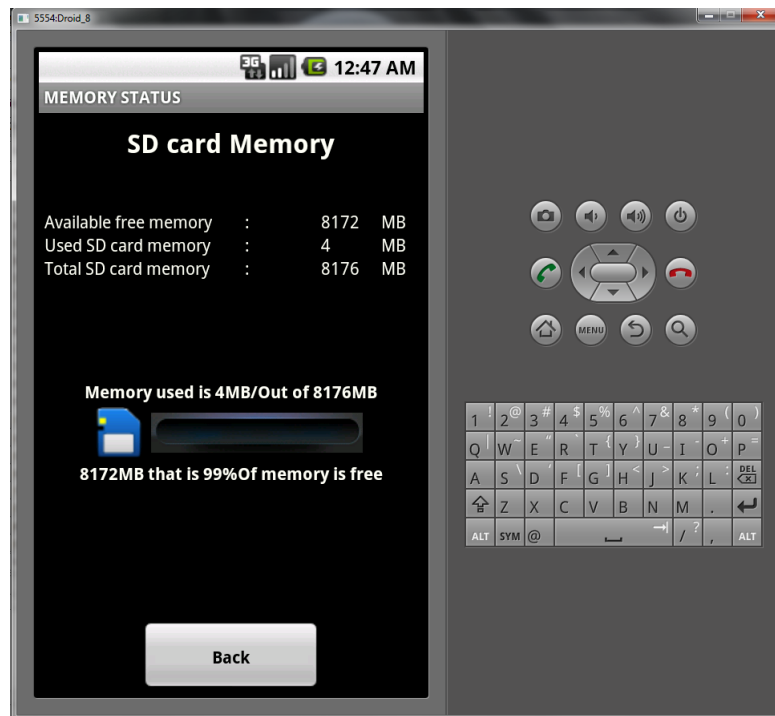 5554:Droid_8
3G 12:47 AM
MEMORY STATUS
SD card Memory
Available free memory : 8172 MB
Used SD card memory : 4 MB
Total SD card memory : 8176 MB
Memory used is 4MB/Out of 8176MB
8172MB that is 99%Of memory is free
Back
MENU
1 ! 2 @ 3 # 4 $ 5 % 6 ^ 7 & 8 * 9 ( 0 )
Q | W ~ E " R ` T { Y } U - I - O + P =
A S \ D ' F [ G ] H < J > K ; L : DEL
Z X C V B N M .
ALT SYM @ / ? , ALT